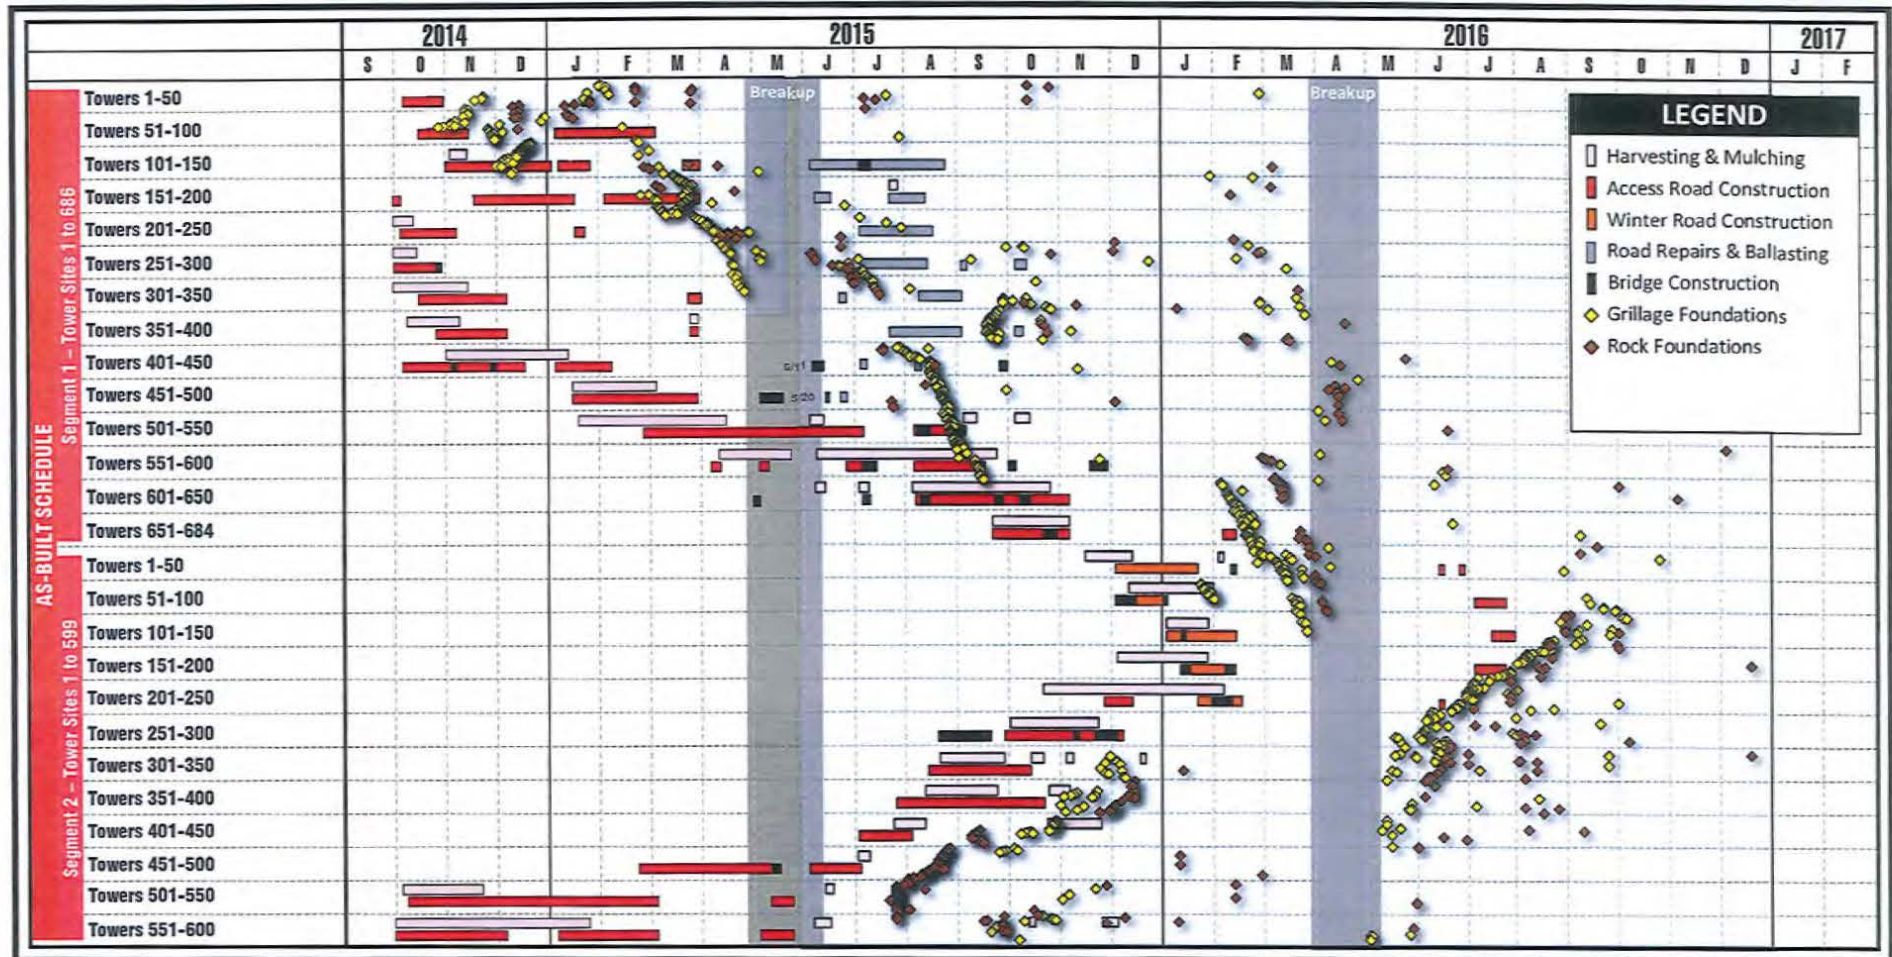 2014 2015 2016 2017
S O N D J F M A M J J A S O N D J F M A M J J A S O N D J F
AS-BUILT SCHEDULE
Segment 1 – Tower Sites 1 to 686
Towers 1-50
Towers 51-100
Towers 101-150
Towers 151-200
Towers 201-250
Towers 251-300
Towers 301-350
Towers 351-400
Towers 401-450
Towers 451-500
Towers 501-550
Towers 551-600
Towers 601-650
Towers 651-684
Segment 2 – Tower Sites 1 to 599
Towers 1-50
Towers 51-100
Towers 101-150
Towers 151-200
Towers 201-250
Towers 251-300
Towers 301-350
Towers 351-400
Towers 401-450
Towers 451-500
Towers 501-550
Towers 551-600
Breakup
Breakup
5/20
LEGEND
Harvesting & Mulching
Access Road Construction
Winter Road Construction
Road Repairs & Ballasting
Bridge Construction
Grillage Foundations
Rock Foundations